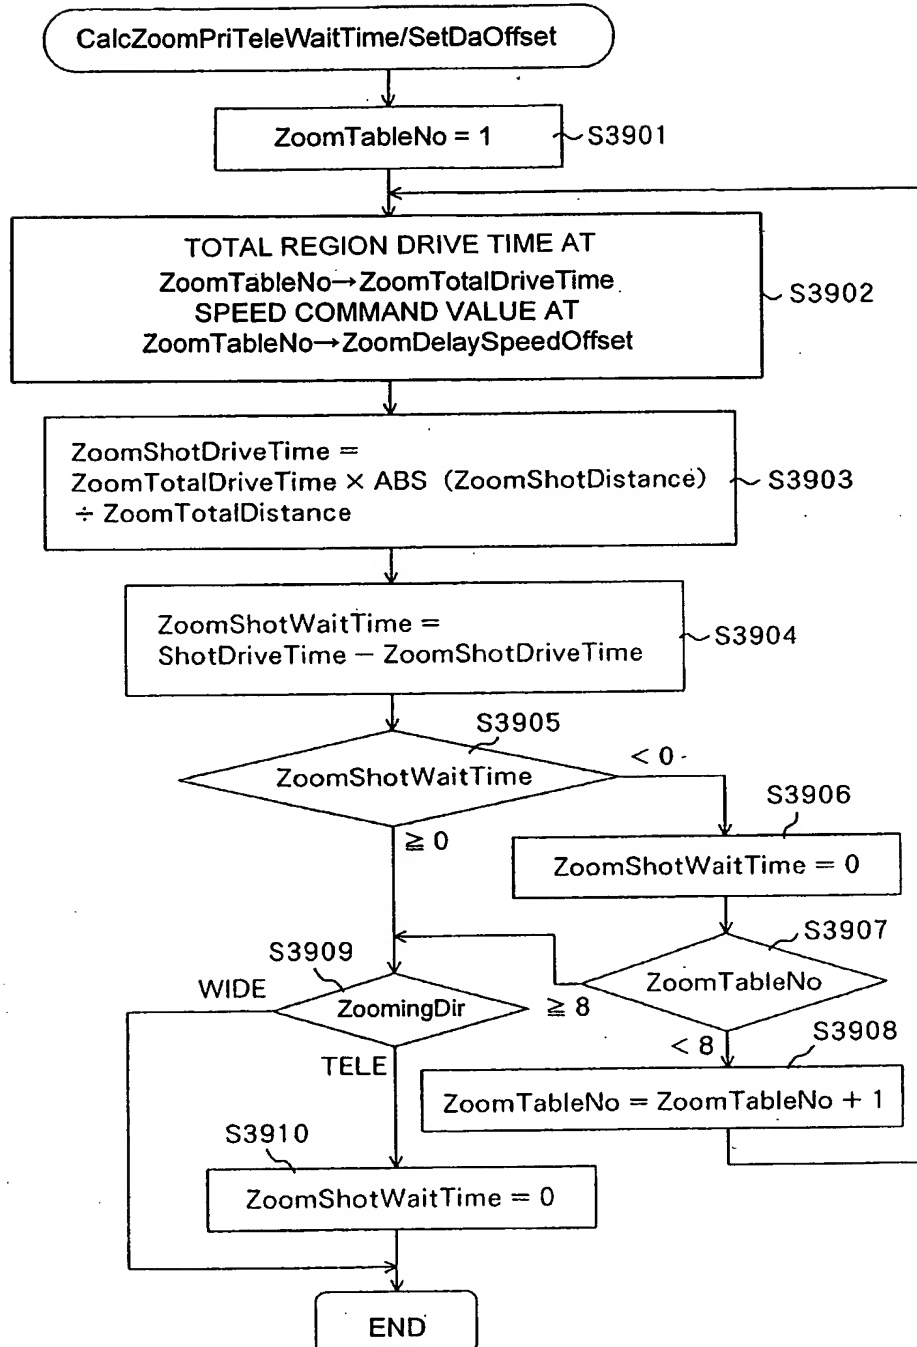 CalcZoomPriTeleWaitTime/SetDaOffset
ZoomTableNo = 1
S3901
TOTAL REGION DRIVE TIME AT
ZoomTableNo→ZoomTotalDriveTime
SPEED COMMAND VALUE AT
ZoomTableNo→ZoomDelaySpeedOffset
S3902
ZoomShotDriveTime =
ZoomTotalDriveTime × ABS (ZoomShotDistance)
÷ ZoomTotalDistance
S3903
ZoomShotWaitTime =
ShotDriveTime − ZoomShotDriveTime
S3904
S3905
ZoomShotWaitTime
< 0
≧ 0
S3906
ZoomShotWaitTime = 0
S3907
ZoomTableNo
≧ 8
< 8
S3908
ZoomTableNo = ZoomTableNo + 1
S3909
ZoomingDir
WIDE
TELE
S3910
ZoomShotWaitTime = 0
END